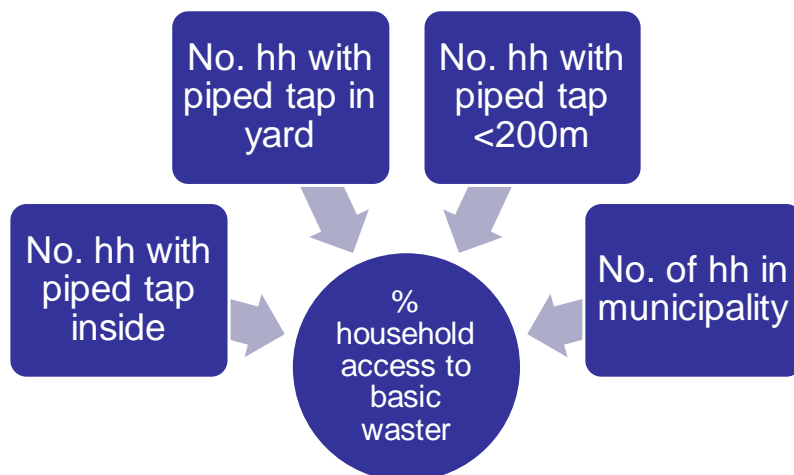 No. hh with
piped tap in
yard
No. hh with
piped tap
<200m
No. hh with
piped tap
inside
No. of hh in
municipality
%
household
access to
basic
waster